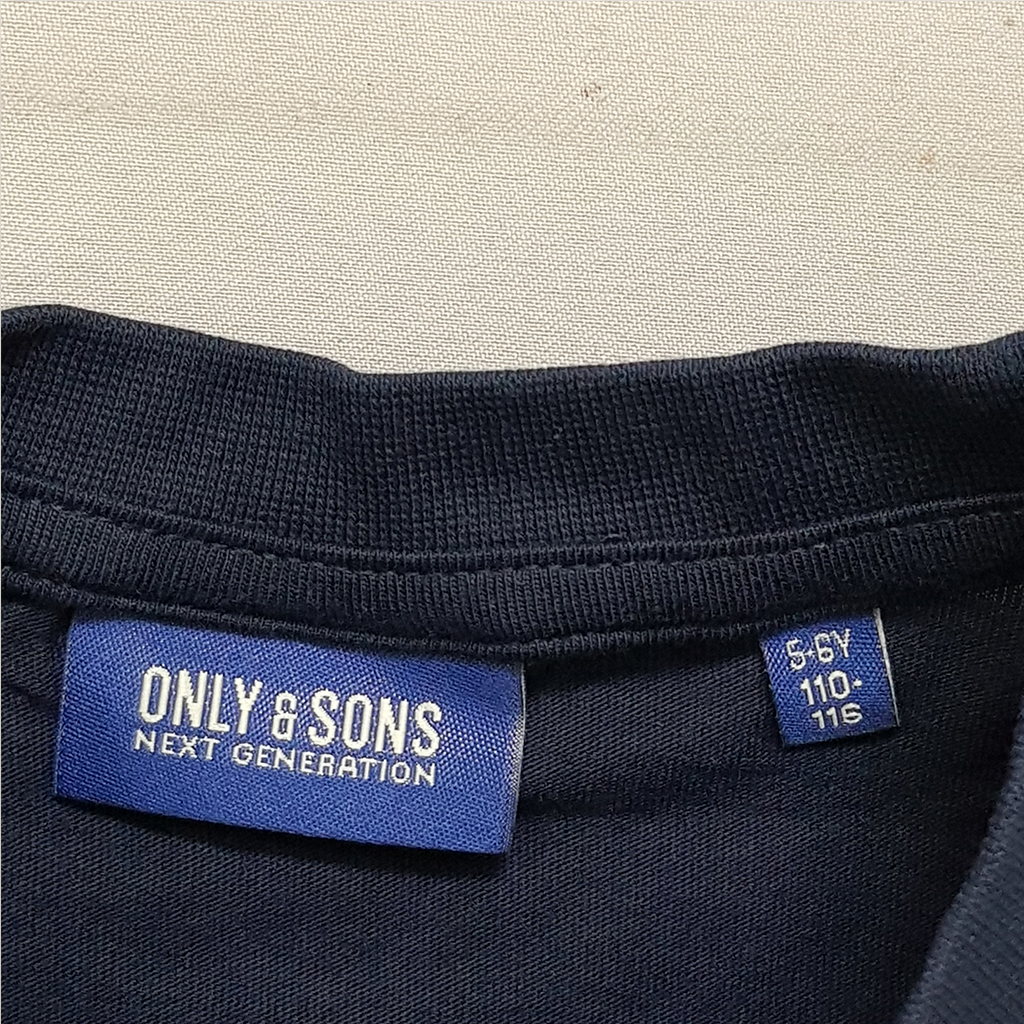 ONLY & SONS
NEXT GENERATION
5-6Y
110-
116